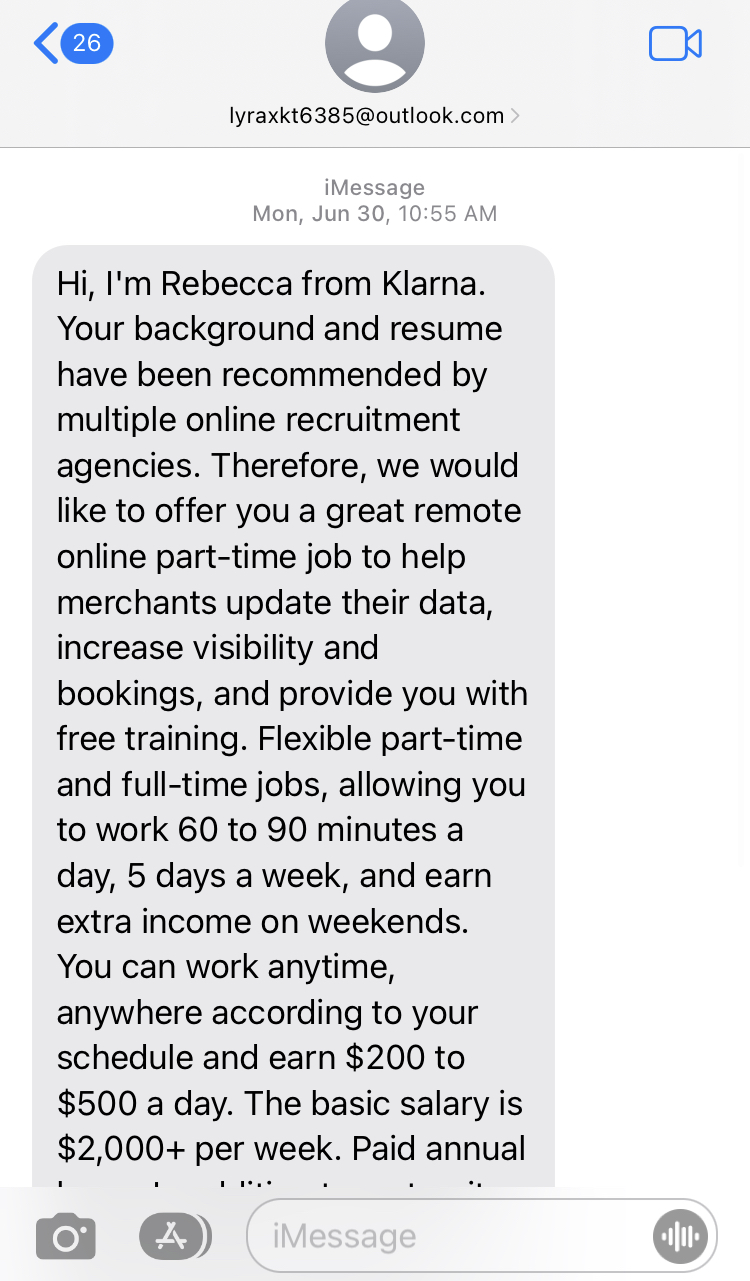 26
lyraxkt6385@outlook.com
iMessage
Mon, Jun 30, 10:55 AM
Hi, I'm Rebecca from Klarna.
Your background and resume
have been recommended by
multiple online recruitment
agencies. Therefore, we would
like to offer you a great remote
online part-time job to help
merchants update their data,
increase visibility and
bookings, and provide you with
free training. Flexible part-time
and full-time jobs, allowing you
to work 60 to 90 minutes a
day, 5 days a week, and earn
extra income on weekends.
You can work anytime,
anywhere according to your
schedule and earn $200 to
$500 a day. The basic salary is
$2,000+ per week. Paid annual
iMessage